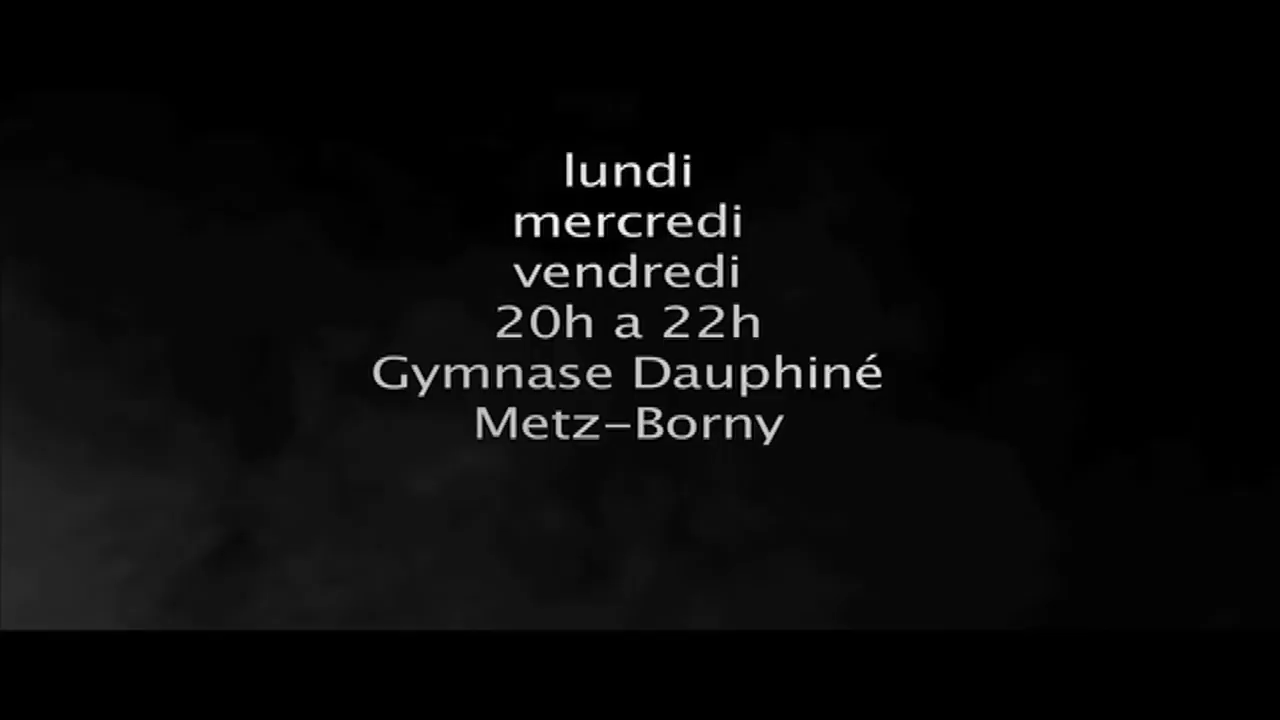 lundi
mercredi
vendredi
20h a 22h
Gymnase Dauphiné
Metz-Borny